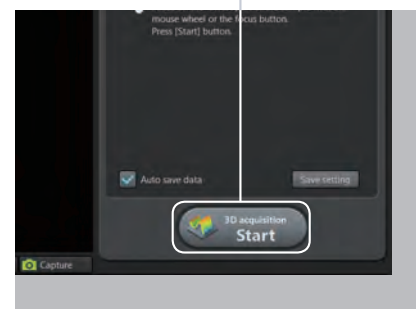 mouse wheel or the focus button.
Press [Start] button.
Auto save data
Save setting
3D acquisition
Start
Capture